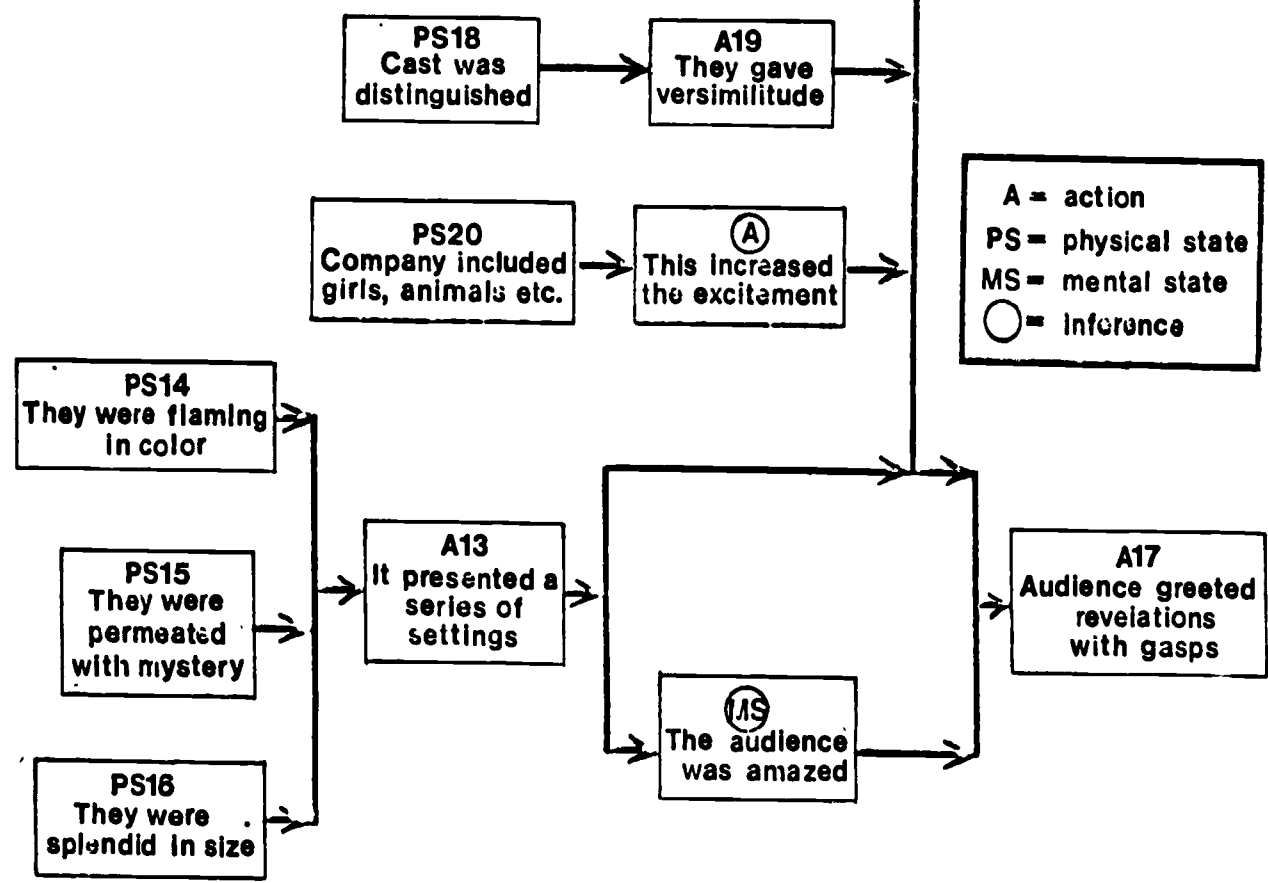 PS18
Cast was
distinguished
A19
They gave
versimilitude
A = action
PS = physical state
MS = mental state
= inference
PS20
Company included
girls, animals etc.
A
This increased
the excitement
PS14
They were flaming
in color
PS15
They were
permeated
with mystery
PS16
They were
splendid in size
A13
It presented a
series of
settings
MS
The audience
was amazed
A17
Audience greeted
revelations
with gasps